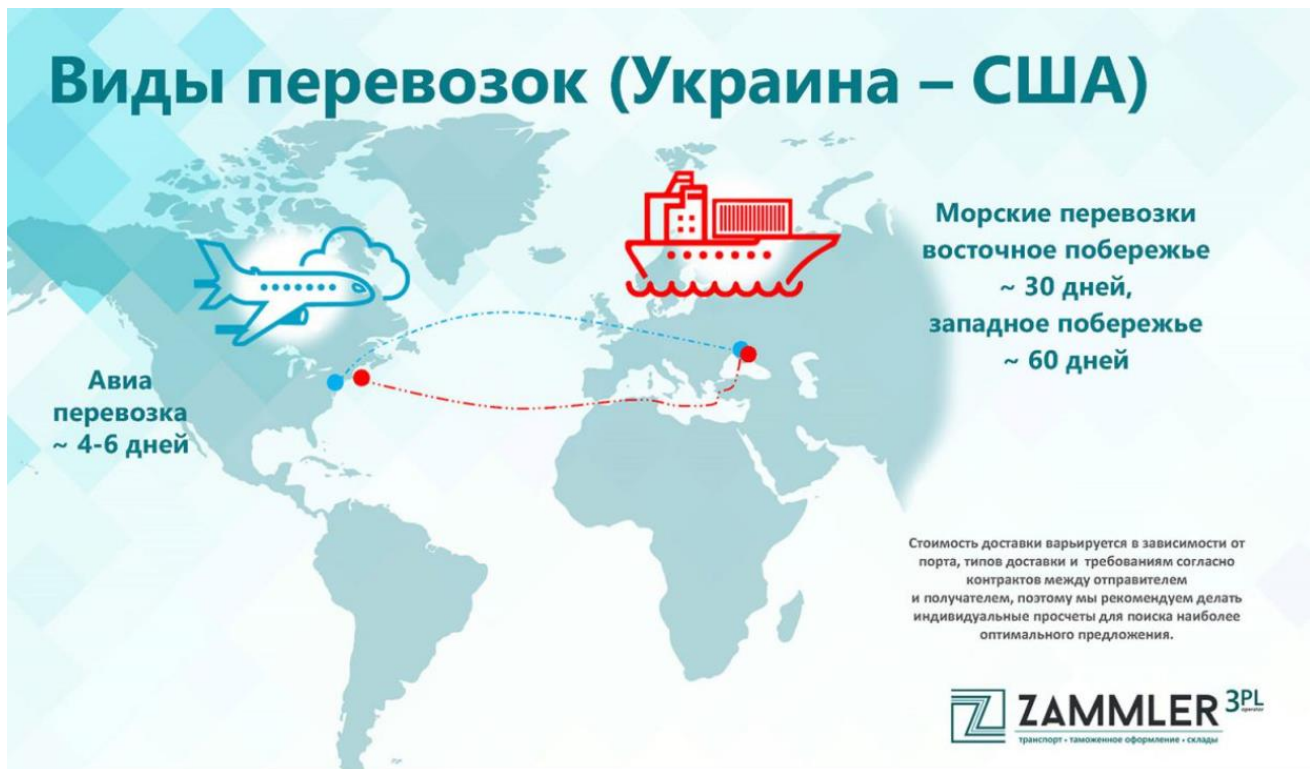 Виды перевозок (Украина – США)
Морские перевозки
восточное побережье
~ 30 дней,
западное побережье
~ 60 дней
Авиа
перевозка
~ 4-6 дней
Стоимость доставки варьируется в зависимости от
порта, типов доставки и требованиям согласно
контрактов между отправителем
и получателем, поэтому мы рекомендуем делать
индивидуальные просчеты для поиска наиболее
оптимального предложения.
ZAMMLER 3PL
operator
транспорт • таможенное оформление • склады